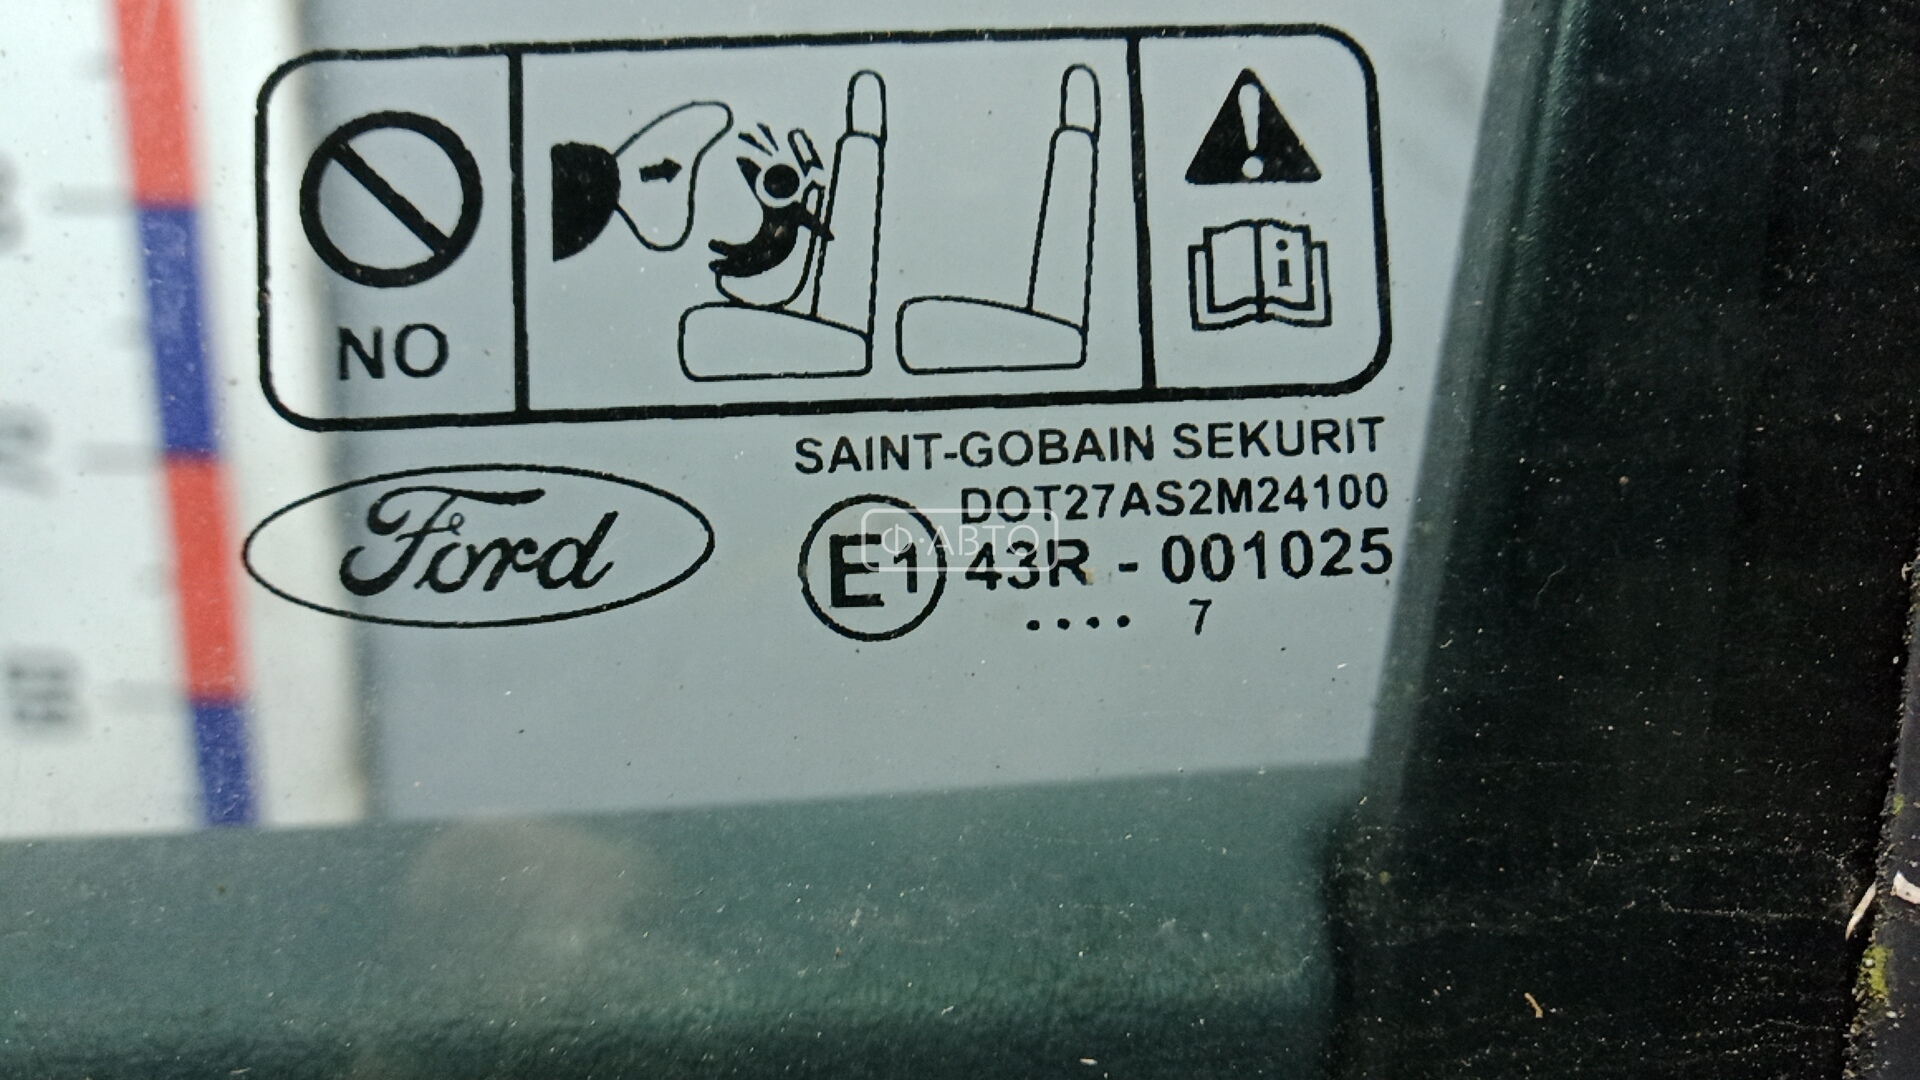 NO
i
SAINT-GOBAIN SEKURIT
Ford
DOT27AS2M24100
E1 43R - 001025
.... 7
Ф·АВТО